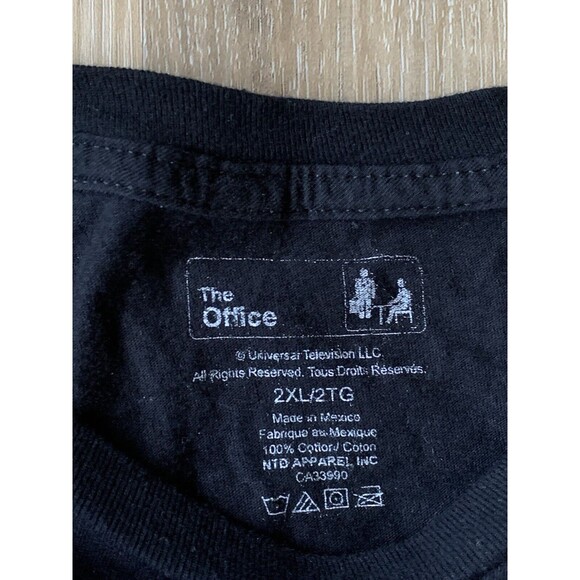 The
Office
© Universal Television LLC.
All Rights Reserved. Tous Droits Réservés.
2XL/2TG
Made in Mexico
Fabriqué au Mexique
100% Cotton/ Coton
NTD APPAREL INC
CA33990